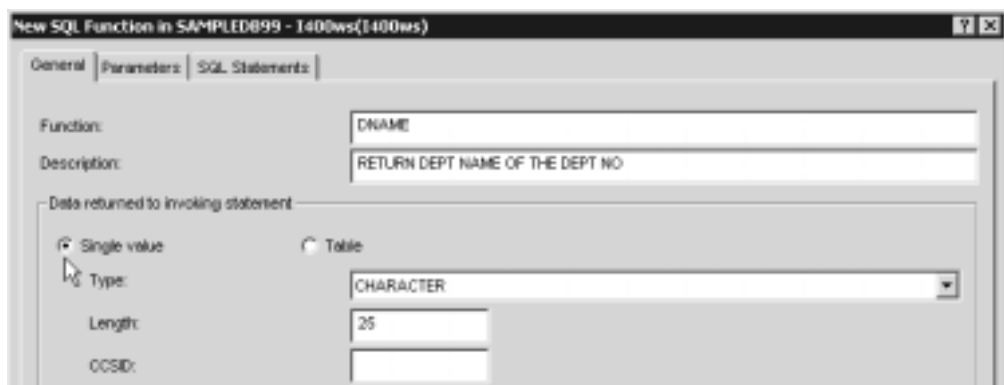 New SQL Function in SAMPLEDB99 - I400ws(I400ws)
General Parameters SQL Statements
Function: DNAME
Description: RETURN DEPT NAME OF THE DEPT NO
Data returned to invoking statement
Single value Table
Type: CHARACTER
Length: 25
CCSID: